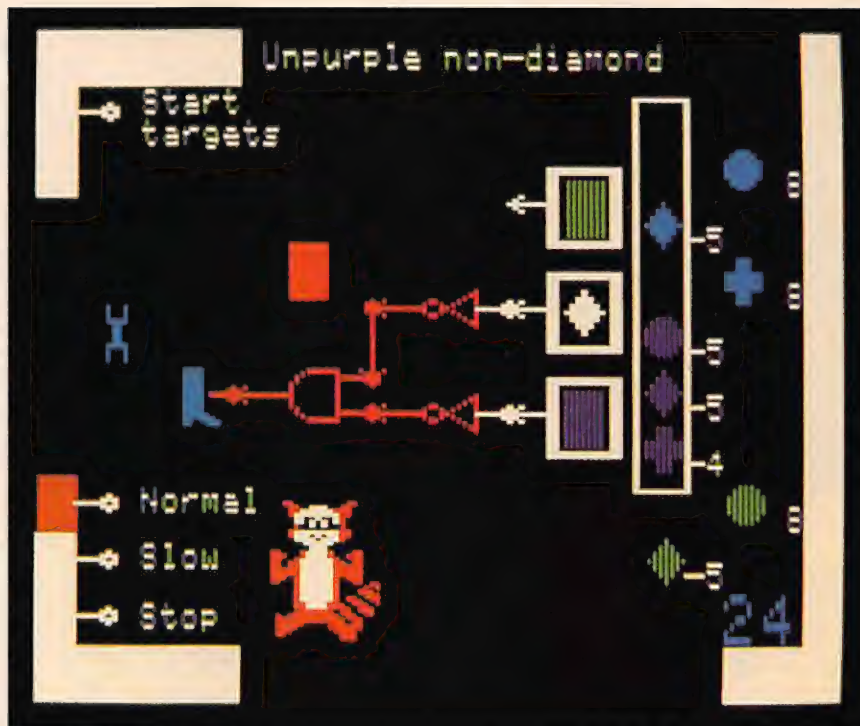 Unpurple non-diamond
Start
targets
8
-5
8
-5
-5
-4
Normal
8
Slow
-5
Stop
24